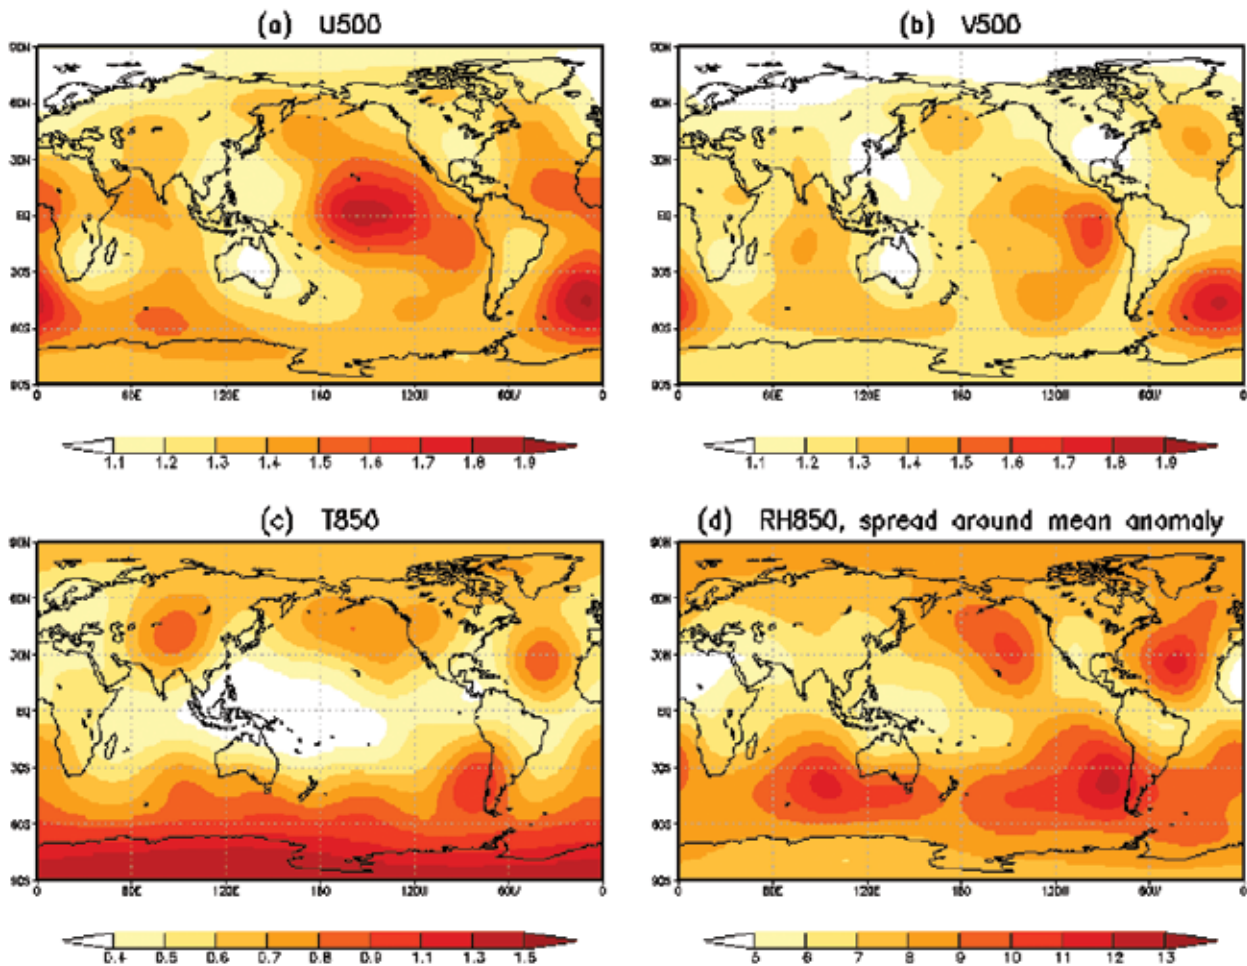 (a) U500
(b) V500
90N
60N
30N
EQ
30S
60S
90S
0 60E 120E 180 120W 60W 0
90N
60N
30N
EQ
30S
60S
90S
0 60E 120E 180 120W 60W 0
1.1 1.2 1.3 1.4 1.5 1.6 1.7 1.8 1.9
1.1 1.2 1.3 1.4 1.5 1.6 1.7 1.8 1.9
(c) T850
(d) RH850, spread around mean anomaly
90N
60N
30N
EQ
30S
60S
90S
0 60E 120E 180 120W 60W 0
90N
60N
30N
EQ
30S
60S
90S
0 60E 120E 180 120W 60W 0
0.4 0.5 0.6 0.7 0.8 0.9 1.1 1.3 1.5
5 6 7 8 9 10 11 12 13